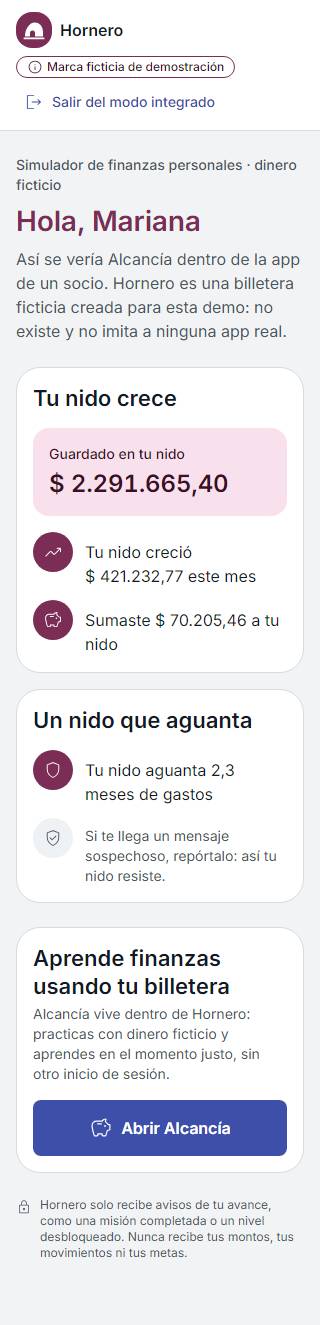 Hornero
Marca ficticia de demostración
Salir del modo integrado
Simulador de finanzas personales · dinero
ficticio
Hola, Mariana
Así se vería Alcancía dentro de la app
de un socio. Hornero es una billetera
ficticia creada para esta demo: no
existe y no imita a ninguna app real.
Tu nido crece
Guardado en tu nido
$ 2.291.665,40
Tu nido creció
$ 421.232,77 este mes
Sumaste $ 70.205,46 a tu
nido
Un nido que aguanta
Tu nido aguanta 2,3
meses de gastos
Si te llega un mensaje
sospechoso, repórtalo: así tu
nido resiste.
Aprende finanzas
usando tu billetera
Alcancía vive dentro de Hornero:
practicas con dinero ficticio y
aprendes en el momento justo, sin
otro inicio de sesión.
Abrir Alcancía
Hornero solo recibe avisos de tu avance,
como una misión completada o un nivel
desbloqueado. Nunca recibe tus montos, tus
movimientos ni tus metas.